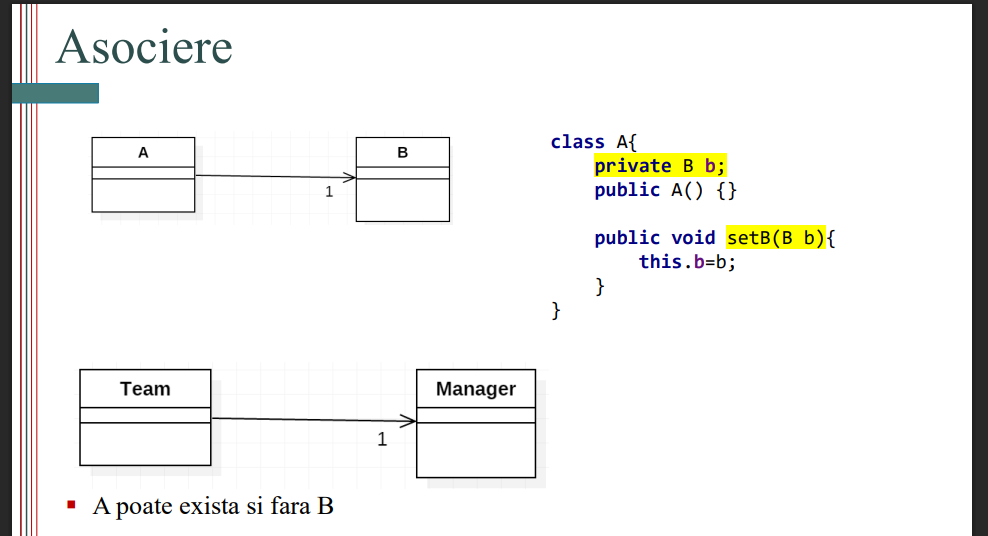 Asociere
A
B
1
class A{
private B b;
public A() {}
public void setB(B b){
this.b=b;
}
}
Team
Manager
1
A poate exista si fara B